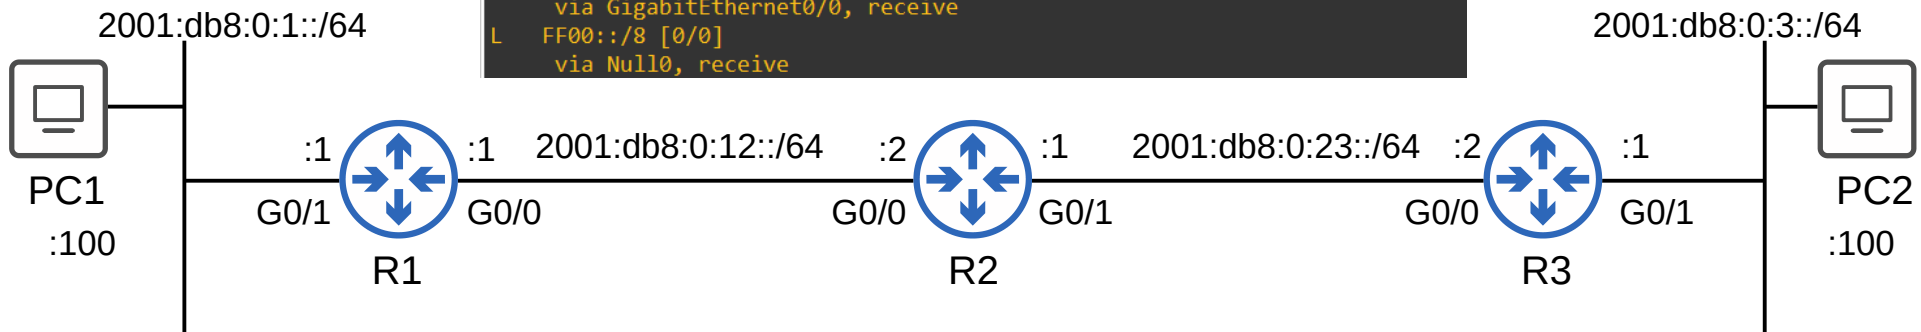 via GigabitEthernet0/0, receive
L FF00::/8 [0/0]
via Null0, receive
2001:db8:0:1::/64
2001:db8:0:3::/64
:1
:1
2001:db8:0:12::/64
:2
:1
2001:db8:0:23::/64
:2
:1
PC1
PC2
G0/1
G0/0
G0/0
G0/1
G0/0
G0/1
:100
:100
R1
R2
R3